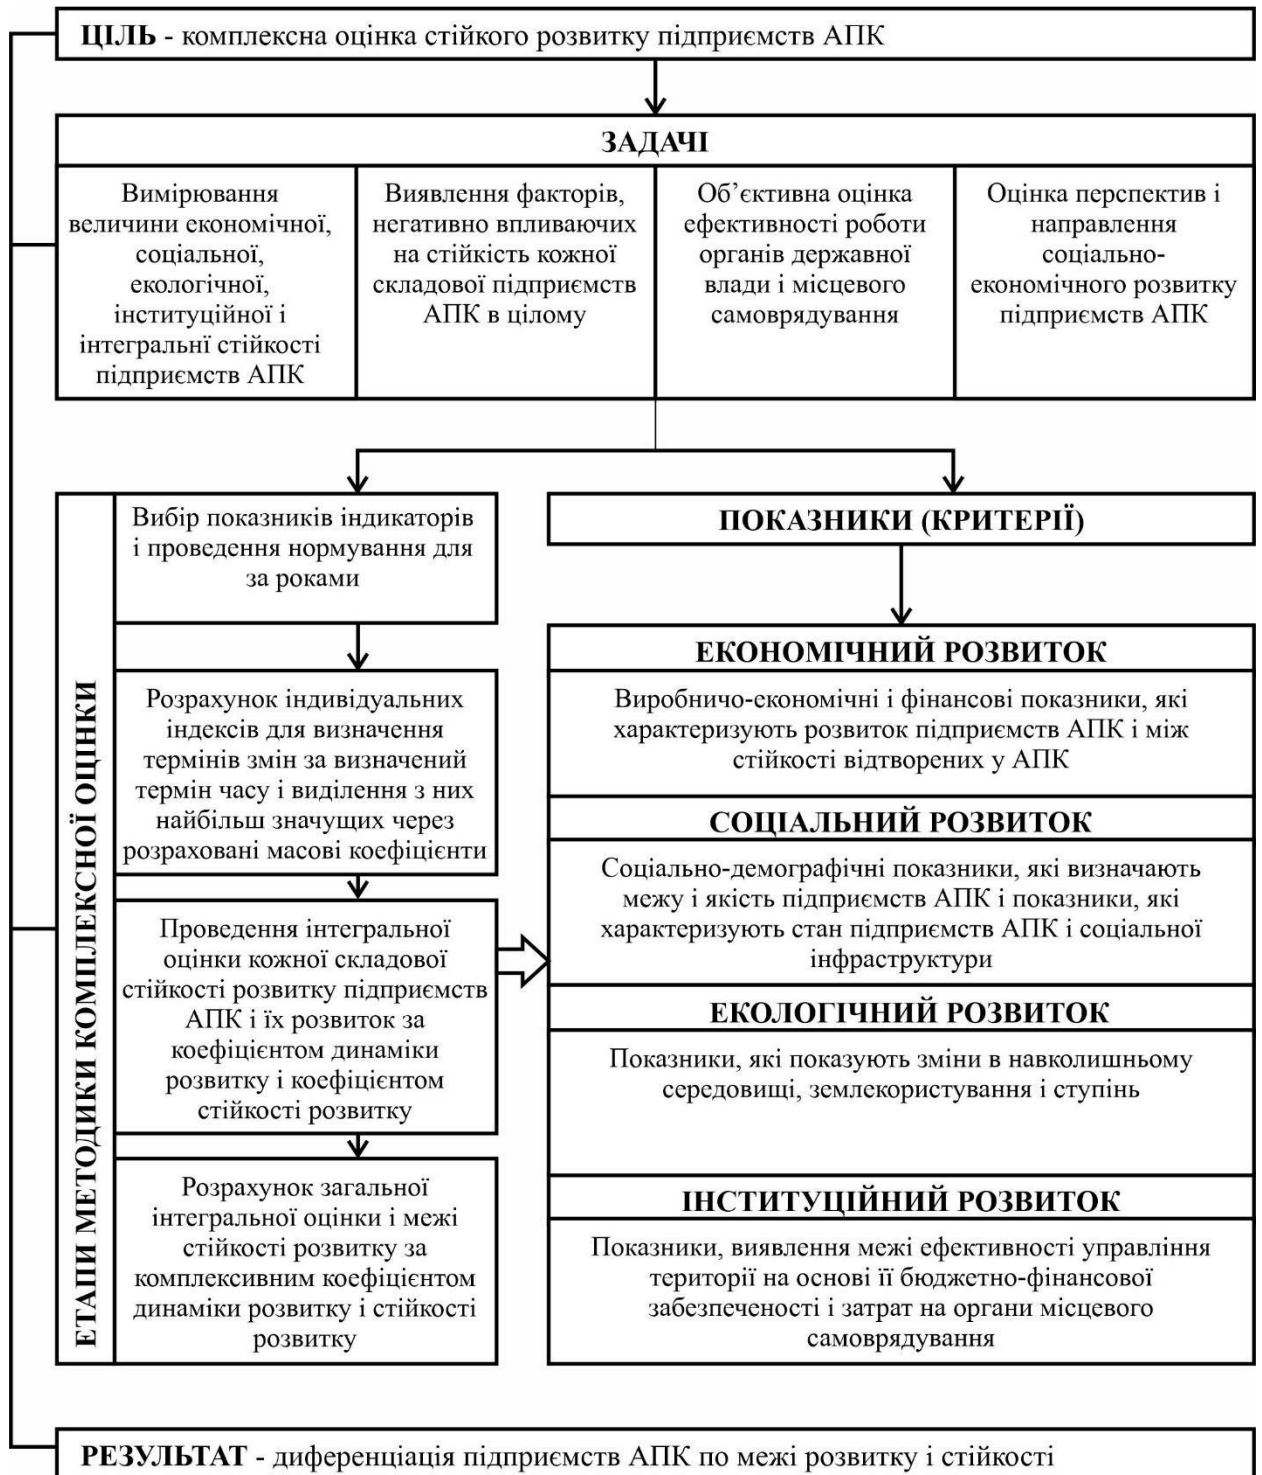 ЦІЛЬ - комплексна оцінка стійкого розвитку підприємств АПК
ЗАДАЧІ
Вимірювання
величини економічної,
соціальної,
екологічної,
інституційної і
інтегральнї стійкості
підприємств АПК
Виявлення факторів,
негативно впливаючих
на стійкість кожної
складової підприємств
АПК в цілому
Об’єктивна оцінка
ефективності роботи
органів державної
влади і місцевого
самоврядування
Оцінка перспектив і
направлення
соціально-
економічного розвитку
підприємств АПК
ЕТАПИ МЕТОДИКИ КОМПЛЕКСНОЇ ОЦІНКИ
Вибір показників індикаторів
і проведення нормування для
за роками
Розрахунок індивідуальних
індексів для визначення
термінів змін за визначений
термін часу і виділення з них
найбільш значущих через
розраховані масові коефіцієнти
Проведення інтегральної
оцінки кожної складової
стійкості розвитку підприємств
АПК і їх розвиток за
коефіцієнтом динаміки
розвитку і коефіцієнтом
стійкості розвитку
Розрахунок загальної
інтегральної оцінки і межі
стійкості розвитку за
комплексивним коефіцієнтом
динаміки розвитку і стійкості
розвитку
ПОКАЗНИКИ (КРИТЕРІЇ)
ЕКОНОМІЧНИЙ РОЗВИТОК
Виробничо-економічні і фінансові показники, які
характеризують розвиток підприємств АПК і між
стійкості відтворених у АПК
СОЦІАЛЬНИЙ РОЗВИТОК
Соціально-демографічні показники, які визначають
межу і якість підприємств АПК і показники, які
характеризують стан підприємств АПК і соціальної
інфраструктури
ЕКОЛОГІЧНИЙ РОЗВИТОК
Показники, які показують зміни в навколишньому
середовищі, землекористування і ступінь
ІНСТИТУЦІЙНИЙ РОЗВИТОК
Показники, виявлення межі ефективності управління
території на основі її бюджетно-фінансової
забезпеченості і затрат на органи місцевого
самоврядування
РЕЗУЛЬТАТ - диференціація підприємств АПК по межі розвитку і стійкості